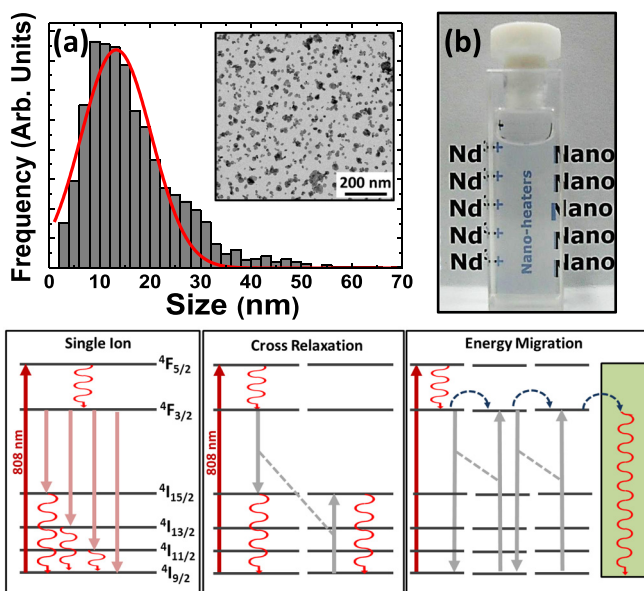 (a)
Frequency (Arb. Units)
200 nm
0 10 20 30 40 50 60 70
Size (nm)
(b)
Nd Nano
Nd Nano
Nd Nano
Nd Nano
Nd Nano
Nano-heaters
Single Ion
808 nm
⁴F₅/₂
⁴F₃/₂
⁴I₁₅/₂
⁴I₁₃/₂
⁴I₁₁/₂
⁴I₉/₂
Cross Relaxation
808 nm
Energy Migration